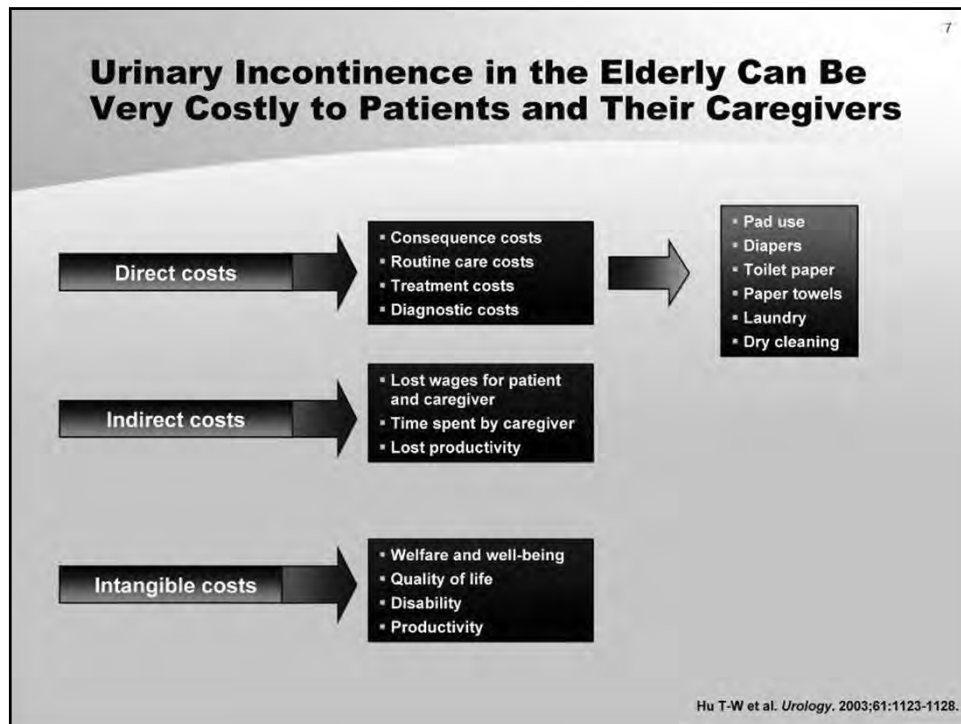 7
Urinary Incontinence in the Elderly Can Be
Very Costly to Patients and Their Caregivers
Direct costs
▪ Consequence costs
▪ Routine care costs
▪ Treatment costs
▪ Diagnostic costs
▪ Pad use
▪ Diapers
▪ Toilet paper
▪ Paper towels
▪ Laundry
▪ Dry cleaning
Indirect costs
▪ Lost wages for patient
and caregiver
▪ Time spent by caregiver
▪ Lost productivity
Intangible costs
▪ Welfare and well-being
▪ Quality of life
▪ Disability
▪ Productivity
Hu T-W et al. Urology. 2003;61:1123-1128.